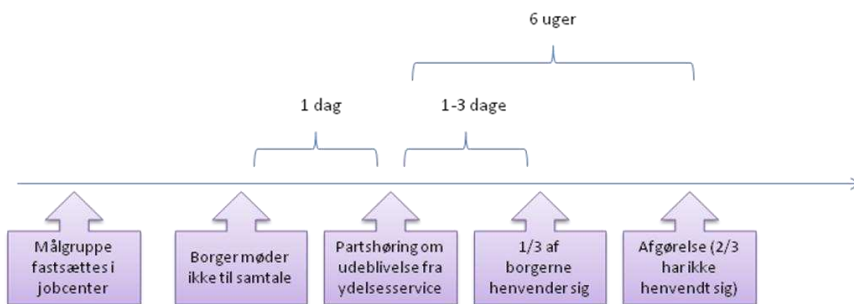 6 uger
1 dag
1-3 dage
Målgruppe
fastsættes i
jobcenter
Borger møder
ikke til samtale
Partshøring om
udeblivelse fra
ydelsesservice
1/3 af
borgerne
henvender sig
Afgørelse (2/3
har ikke
henvendt sig)